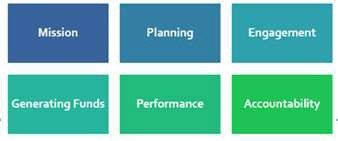 Mission
Planning
Engagement
Generating Funds
Performance
Accountability